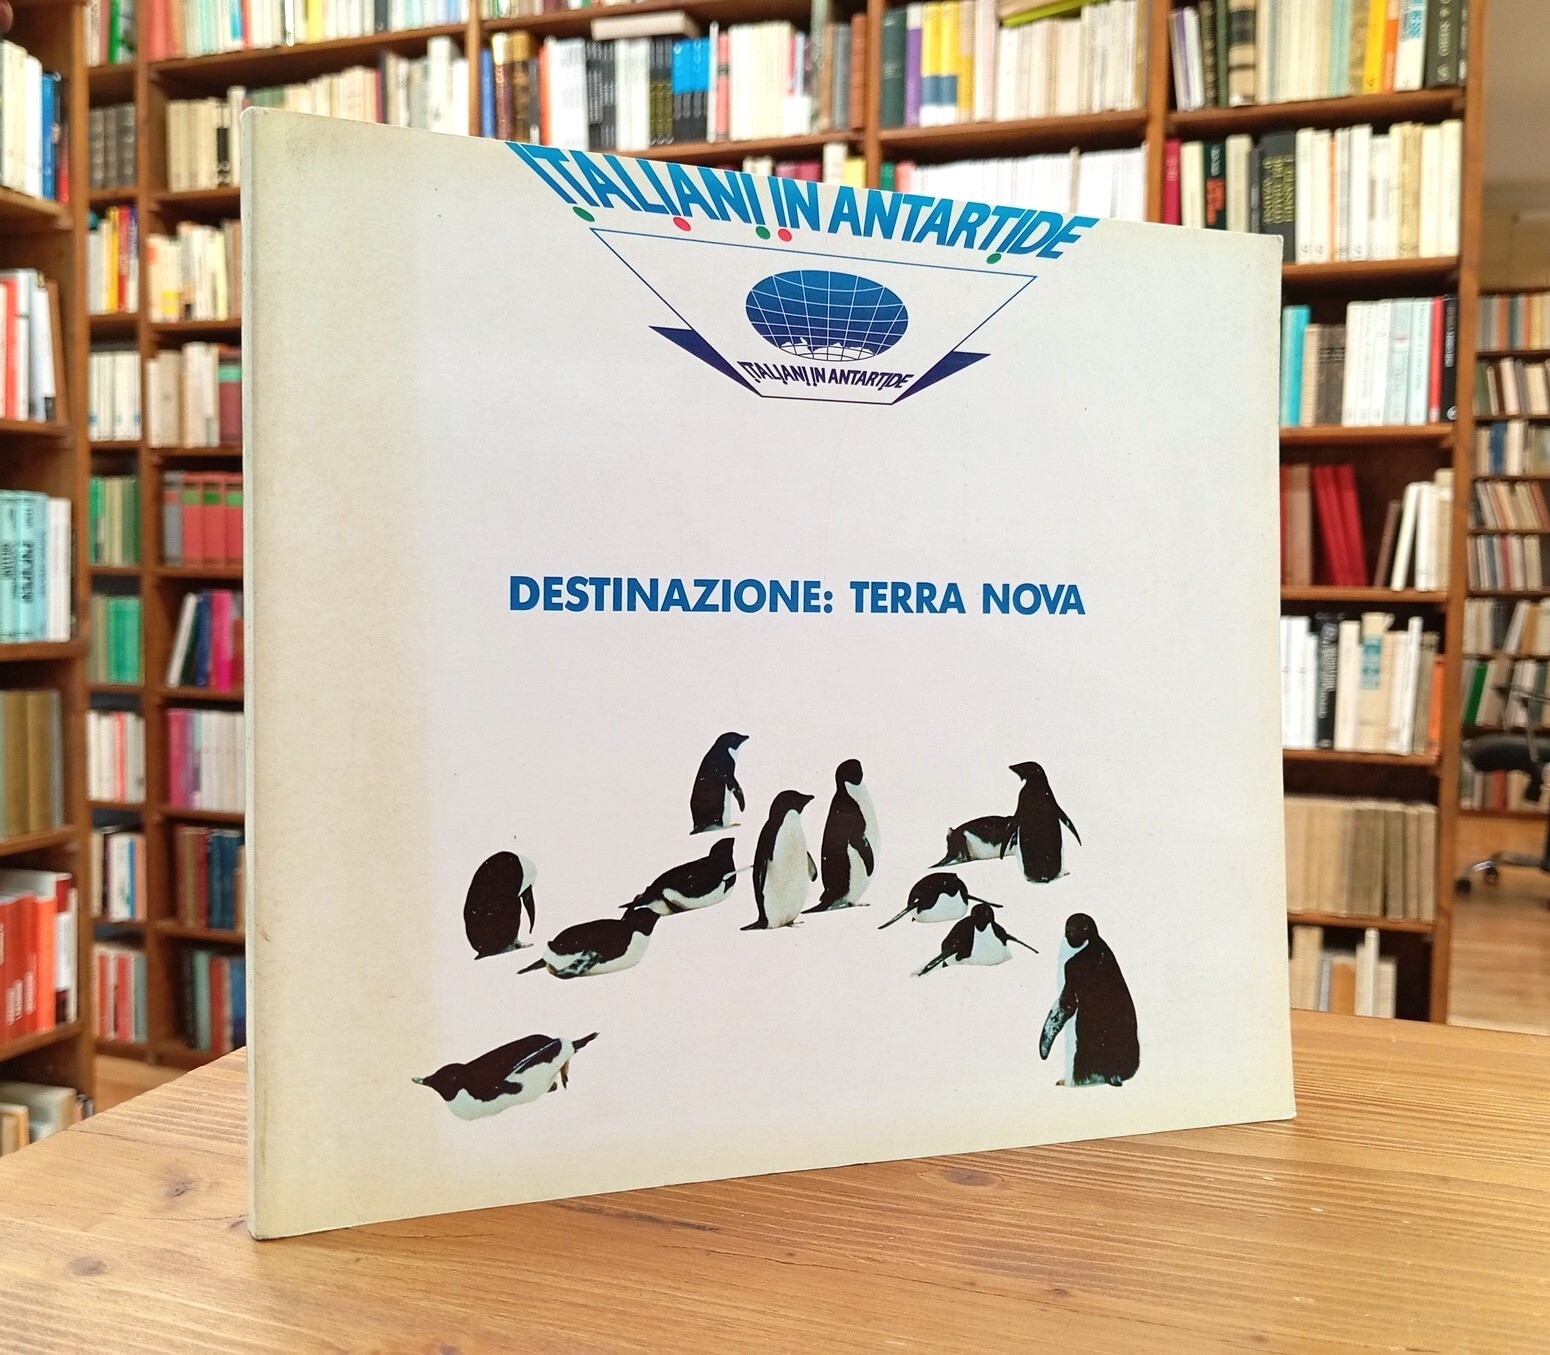 ITALIANI IN ANTARTIDE
ITALIANI IN ANTARTIDE
DESTINAZIONE: TERRA NOVA